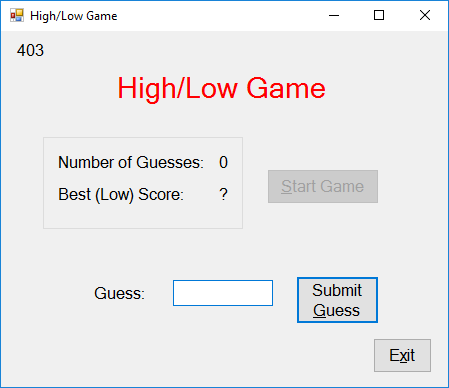 High/Low Game
403
High/Low Game
Number of Guesses: 0
Best (Low) Score: ?
Start Game
Guess:
Submit
Guess
Exit